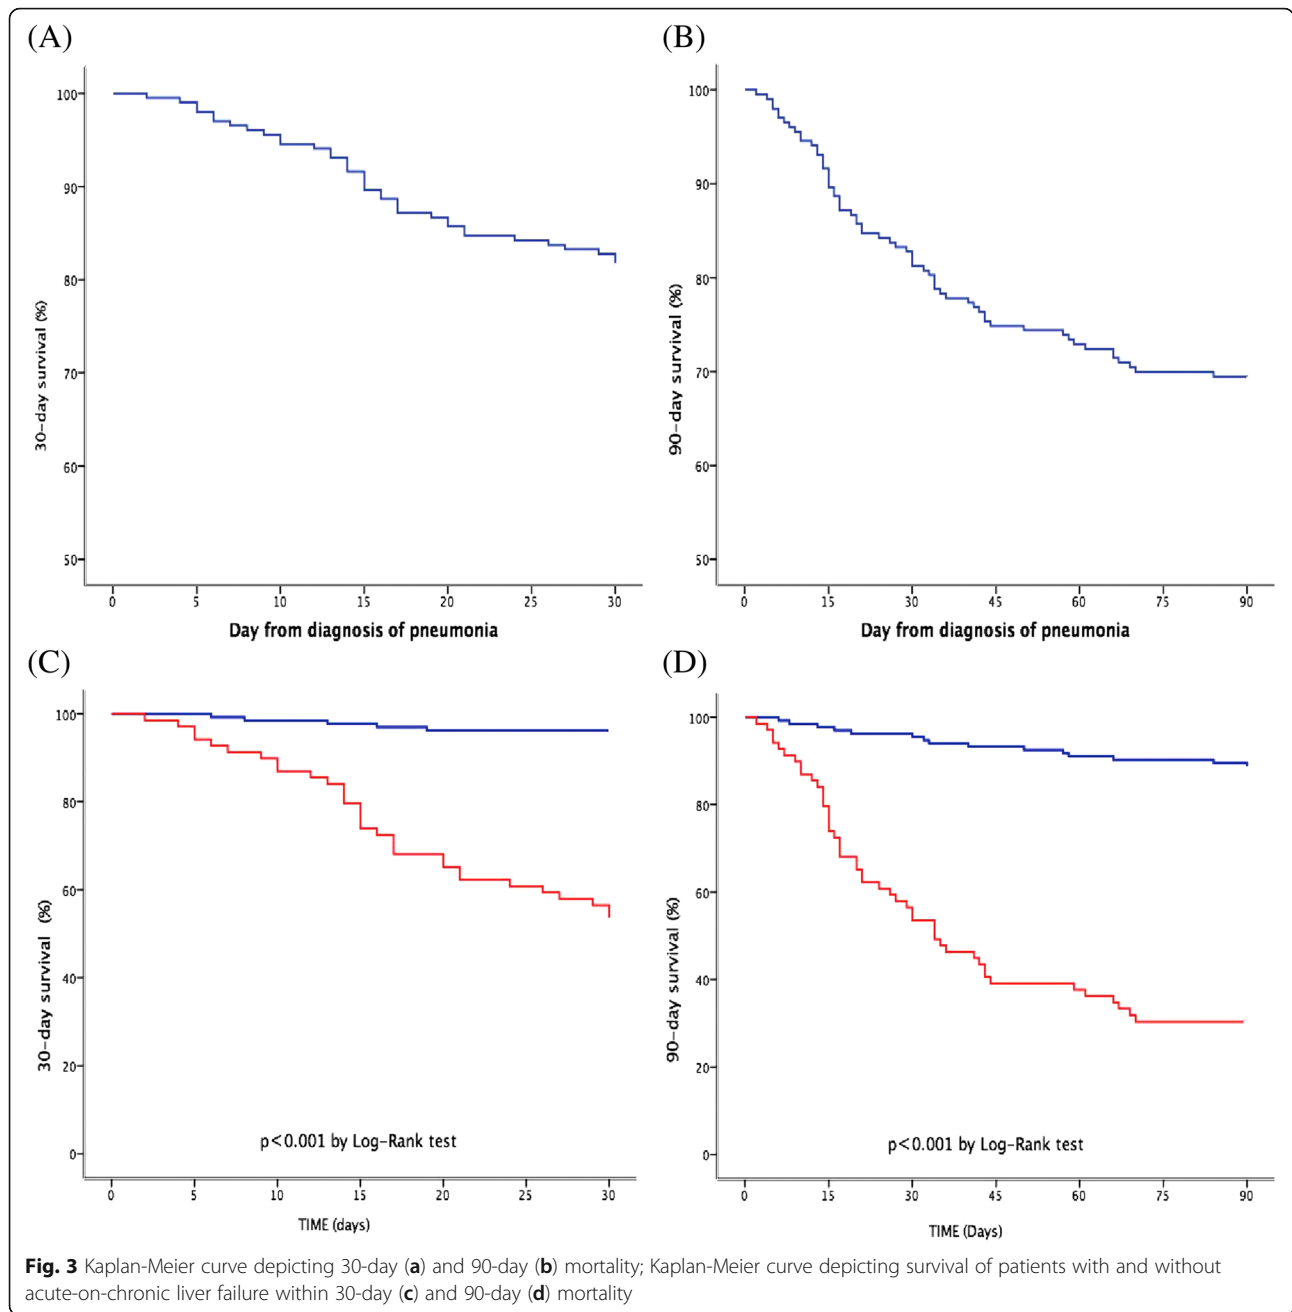 (A)
100
90
80
70
60
50
30-day survival (%)
0 5 10 15 20 25 30
Day from diagnosis of pneumonia
(B)
100
90
80
70
60
50
90-day survival (%)
0 15 30 45 60 75 90
Day from diagnosis of pneumonia
(C)
100
80
60
40
20
0
30-day survival (%)
p<0.001 by Log-Rank test
0 5 10 15 20 25 30
TIME (days)
(D)
100
80
60
40
20
0
90-day survival (%)
p<0.001 by Log-Rank test
0 15 30 45 60 75 90
TIME (Days)
Fig. 3 Kaplan-Meier curve depicting 30-day (a) and 90-day (b) mortality; Kaplan-Meier curve depicting survival of patients with and without
acute-on-chronic liver failure within 30-day (c) and 90-day (d) mortality